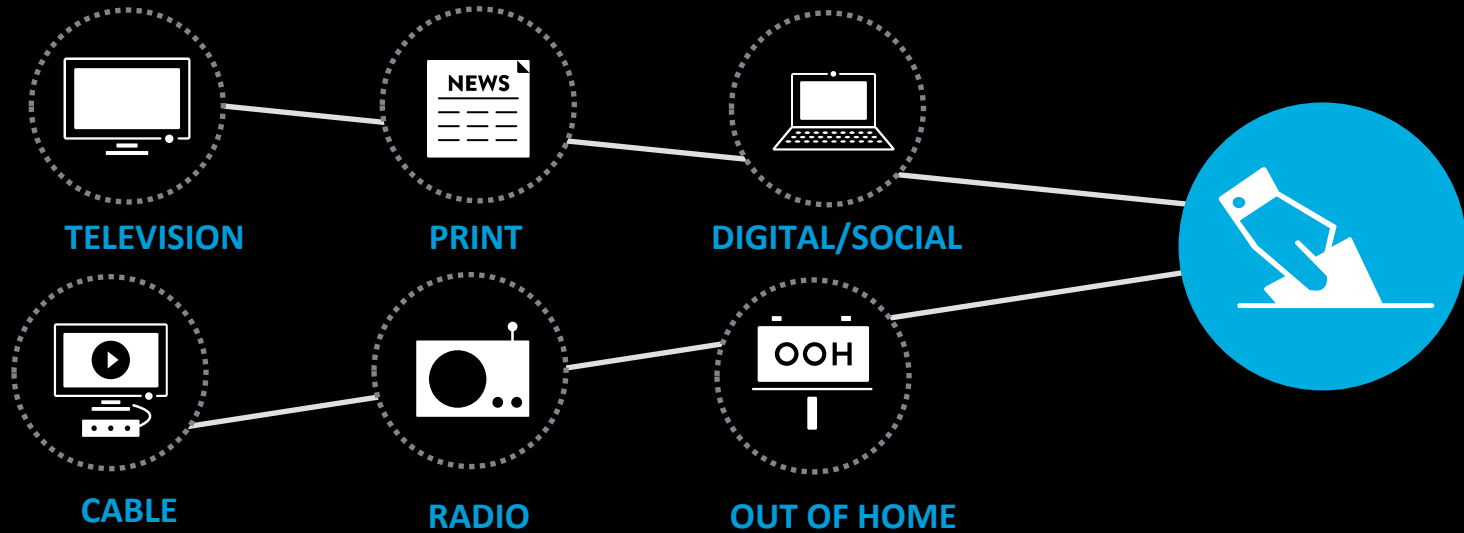 NEWS
TELEVISION
PRINT
DIGITAL/SOCIAL
OOH
CABLE
RADIO
OUT OF HOME